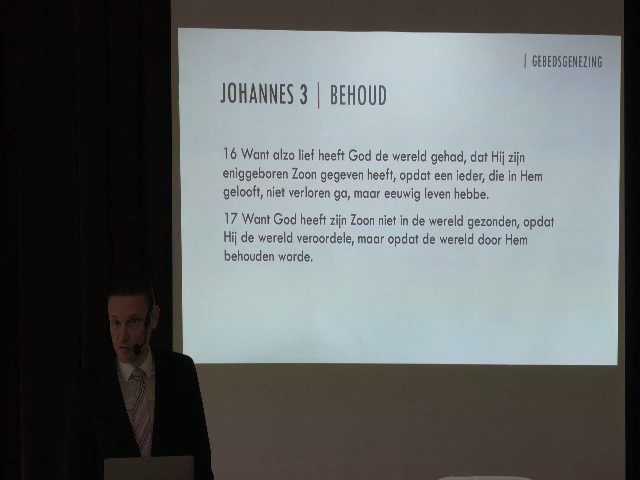 | GEBEDSGENEZING
JOHANNES 3 | BEHOUD
16 Want alzo lief heeft God de wereld gehad, dat Hij zijn
eniggeboren Zoon gegeven heeft, opdat een ieder, die in Hem
gelooft, niet verloren ga, maar eeuwig leven hebbe.
17 Want God heeft zijn Zoon niet in de wereld gezonden, opdat
Hij de wereld veroordele, maar opdat de wereld door Hem
behouden worde.